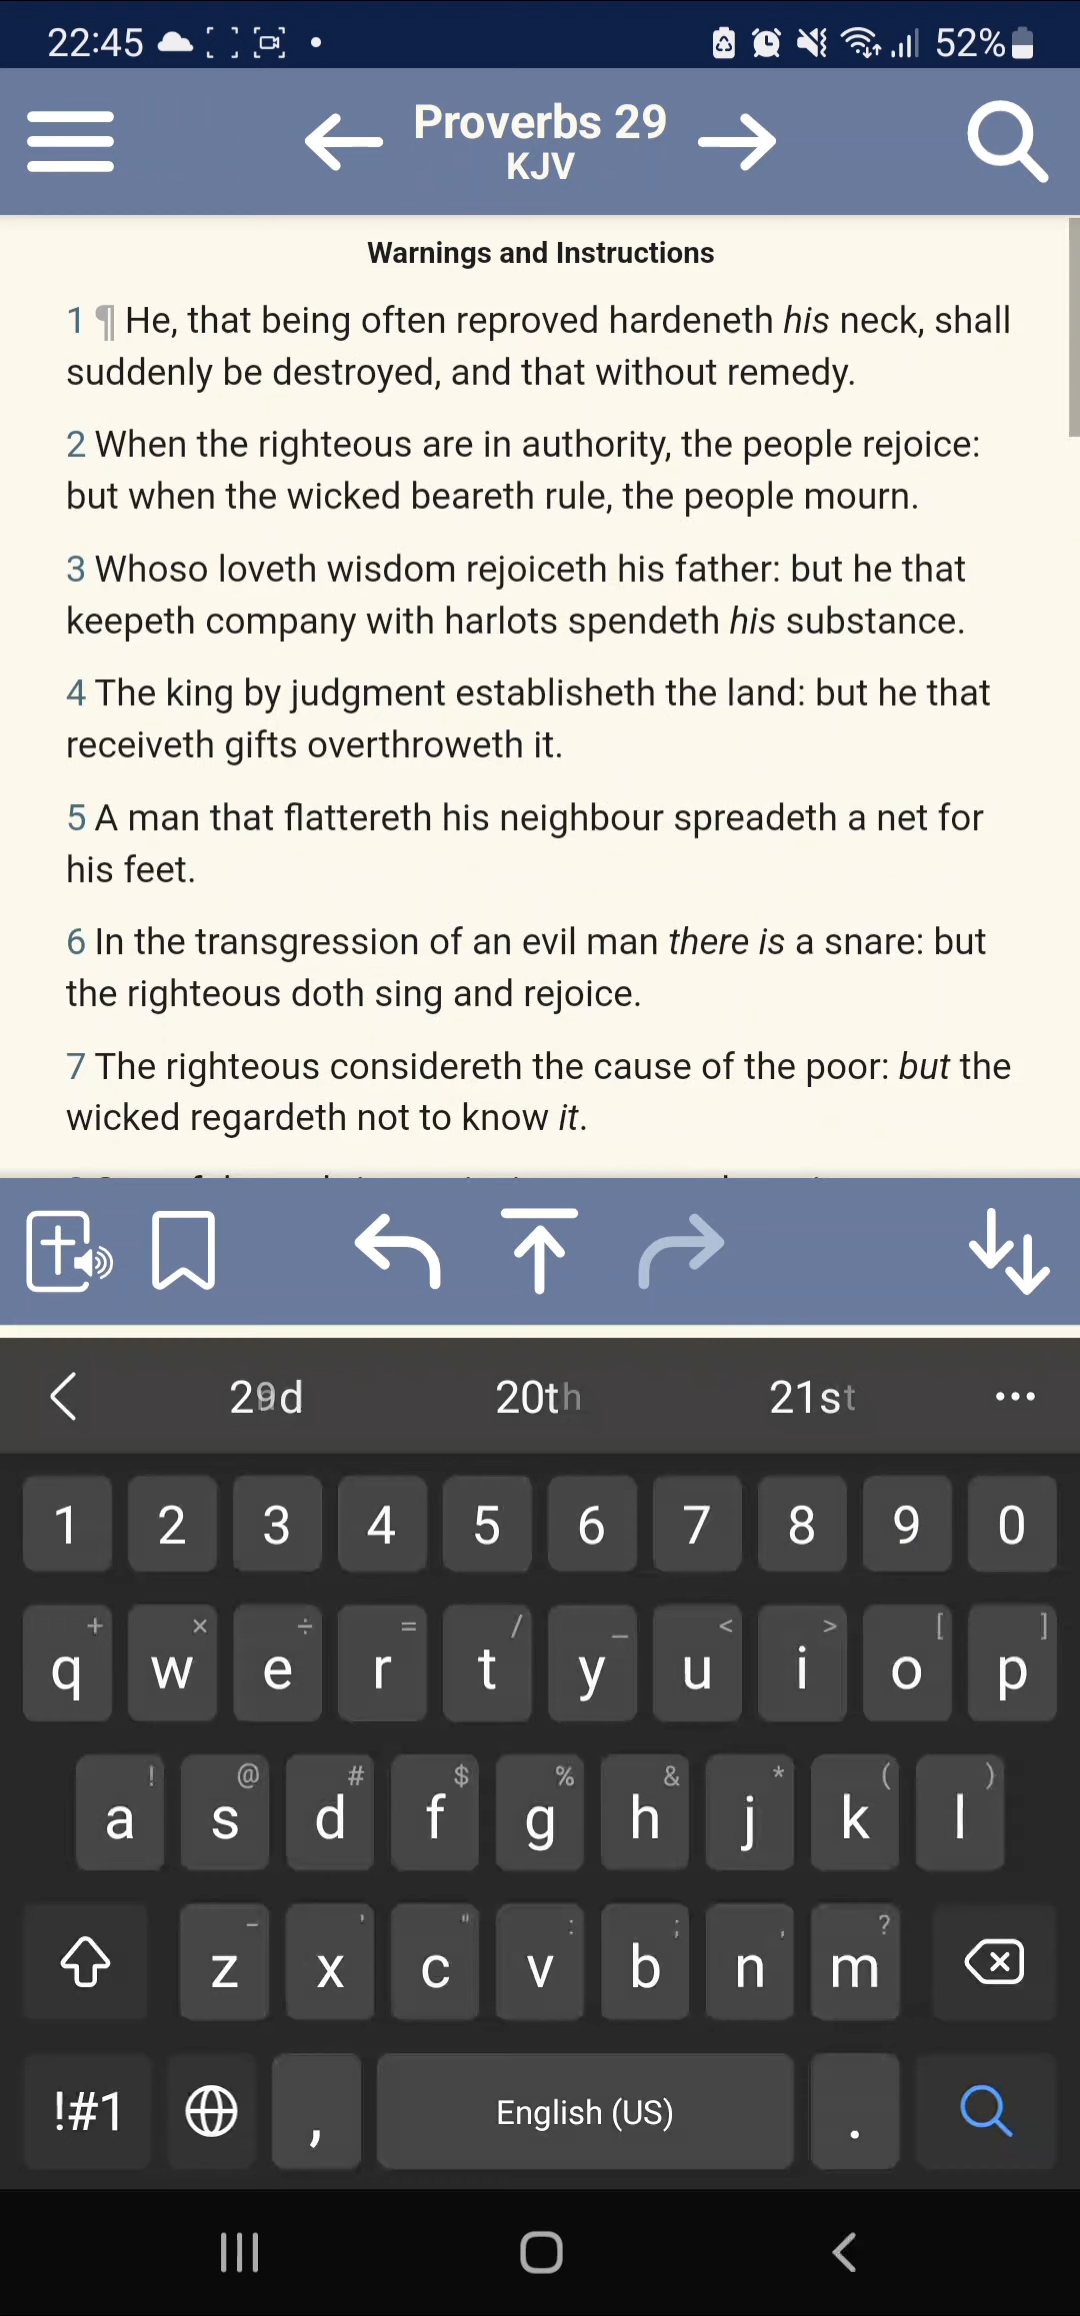 22:45 52%
Proverbs 29
KJV
Warnings and Instructions
1 ¶ He, that being often reproved hardeneth his neck, shall
suddenly be destroyed, and that without remedy.
2 When the righteous are in authority, the people rejoice:
but when the wicked beareth rule, the people mourn.
3 Whoso loveth wisdom rejoiceth his father: but he that
keepeth company with harlots spendeth his substance.
4 The king by judgment establisheth the land: but he that
receiveth gifts overthroweth it.
5 A man that flattereth his neighbour spreadeth a net for
his feet.
6 In the transgression of an evil man there is a snare: but
the righteous doth sing and rejoice.
7 The righteous considereth the cause of the poor: but the
wicked regardeth not to know it.
20th 21st ...
1 2 3 4 5 6 7 8 9 0
+ × ÷ = / _ < > [ ]
q w e r t y u i o p
! @ # $ % & * ( )
a s d f g h j k l
- ' " : ; , ?
z x c v b n m
!#1 , English (US) .